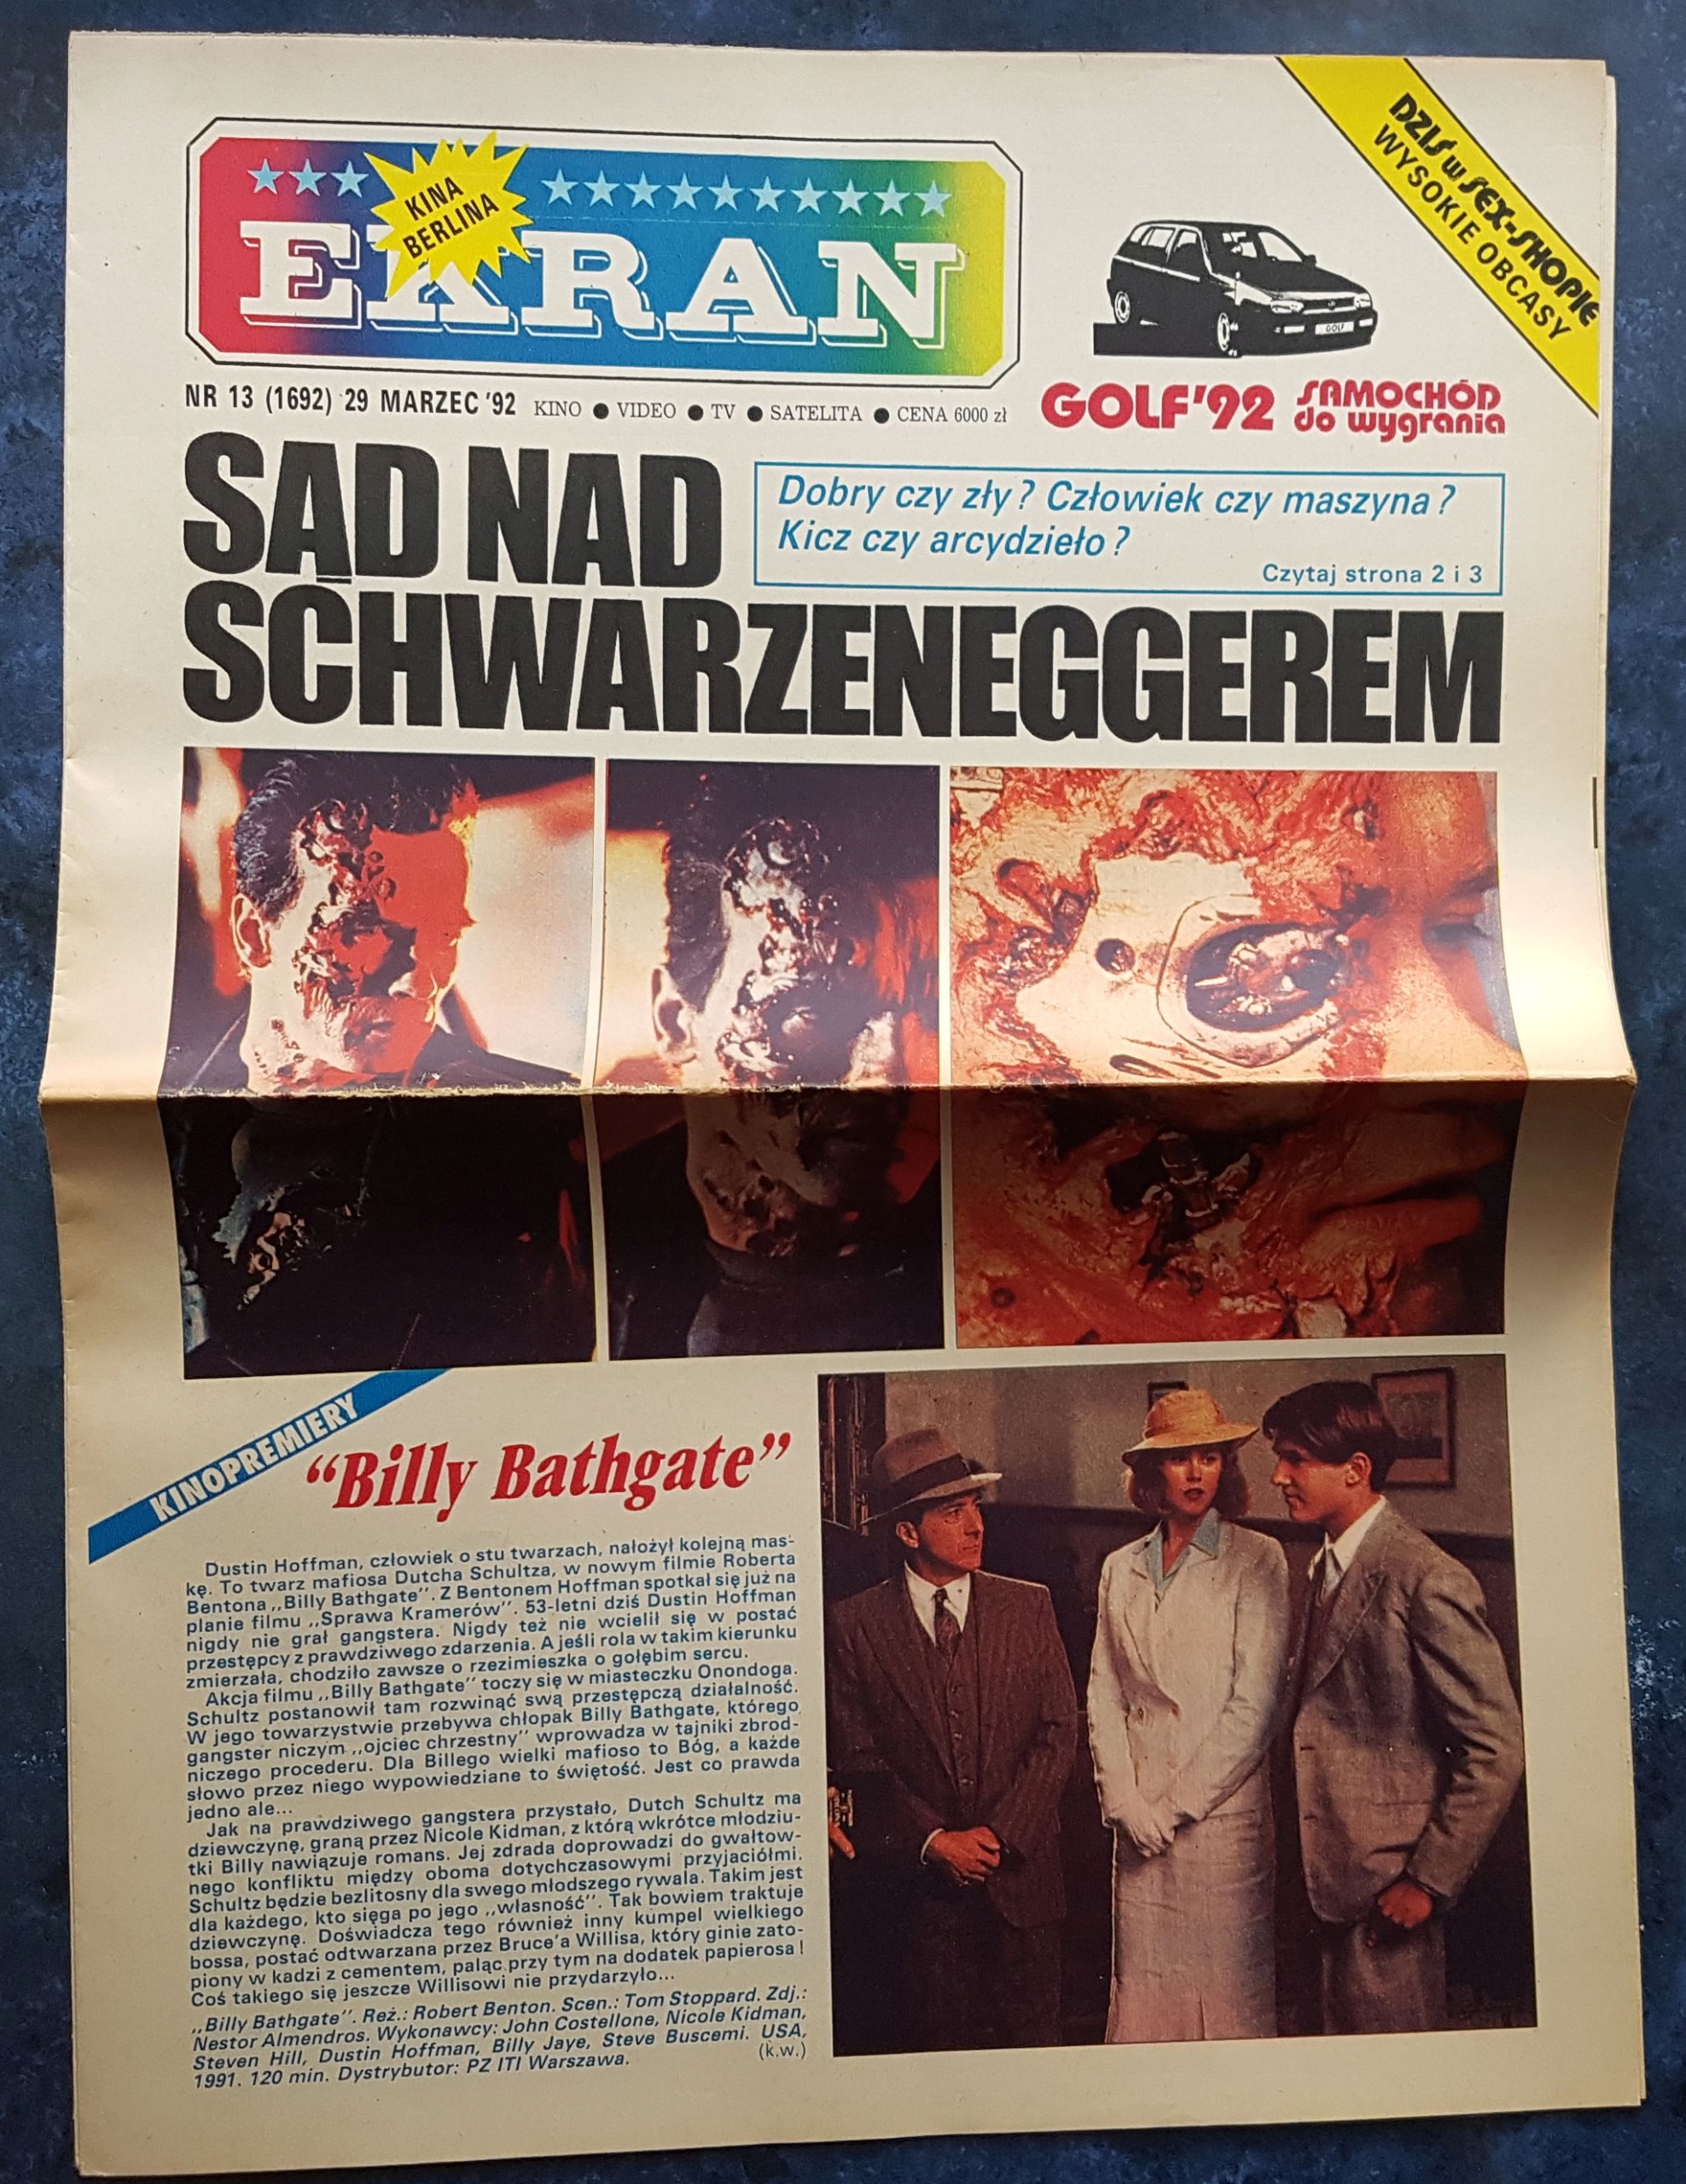 DZIŚ w SEX-SHOPIE
WYSOKIE OBCASY
KINA
BERLINA
EKRAN
GOLF
NR 13 (1692) 29 MARZEC '92 KINO ● VIDEO ● TV ● SATELITA ● CENA 6000 zł
GOLF'92 SAMOCHÓD
do wygrania
SĄD NAD
SCHWARZENEGGEREM
Dobry czy zły? Człowiek czy maszyna?
Kicz czy arcydzieło?
Czytaj strona 2 i 3
KINOPREMIERY
“Billy Bathgate”
Dustin Hoffman, człowiek o stu twarzach, nałożył kolejną mas-
kę. To twarz mafiosa Dutcha Schultza, w nowym filmie Roberta
Bentona „Billy Bathgate”. Z Bentonem Hoffman spotkał się już na
planie filmu „Sprawa Kramerów”. 53-letni dziś Dustin Hoffman
nigdy nie grał gangstera. Nigdy też nie wcielił się w postać
przestępcy z prawdziwego zdarzenia. A jeśli rola w takim kierunku
zmierzała, chodziło zawsze o rzezimieszka o gołębim sercu.
Akcja filmu „Billy Bathgate” toczy się w miasteczku Onondoga.
Schultz postanowił tam rozwinąć swą przestępczą działalność.
W jego towarzystwie przebywa chłopak Billy Bathgate, którego
gangster niczym „ojciec chrzestny” wprowadza w tajniki zbrod-
niczego procederu. Dla Billego wielki mafioso to Bóg, a każde
słowo przez niego wypowiedziane to świętość. Jest co prawda
jedno ale...
Jak na prawdziwego gangstera przystało, Dutch Schultz ma
dziewczynę, graną przez Nicole Kidman, z którą wkrótce młodziu-
tki Billy nawiązuje romans. Jej zdrada doprowadzi do gwałtow-
nego konfliktu między oboma dotychczasowymi przyjaciółmi.
Schultz będzie bezlitosny dla swego młodszego rywala. Takim jest
dla każdego, kto sięga po jego „własność”. Tak bowiem traktuje
dziewczynę. Doświadcza tego również inny kumpel wielkiego
bossa, postać odtwarzana przez Bruce'a Willisa, który ginie zato-
piony w kadzi z cementem, paląc przy tym na dodatek papierosa!
Coś takiego się jeszcze Willisowi nie przydarzyło...
„Billy Bathgate”. Reż.: Robert Benton. Scen.: Tom Stoppard. Zdj.:
Nestor Almendros. Wykonawcy: John Costellone, Nicole Kidman,
Steven Hill, Dustin Hoffman, Billy Jaye, Steve Buscemi. USA,
1991. 120 min. Dystrybutor: PZ ITI Warszawa. (k.w.)